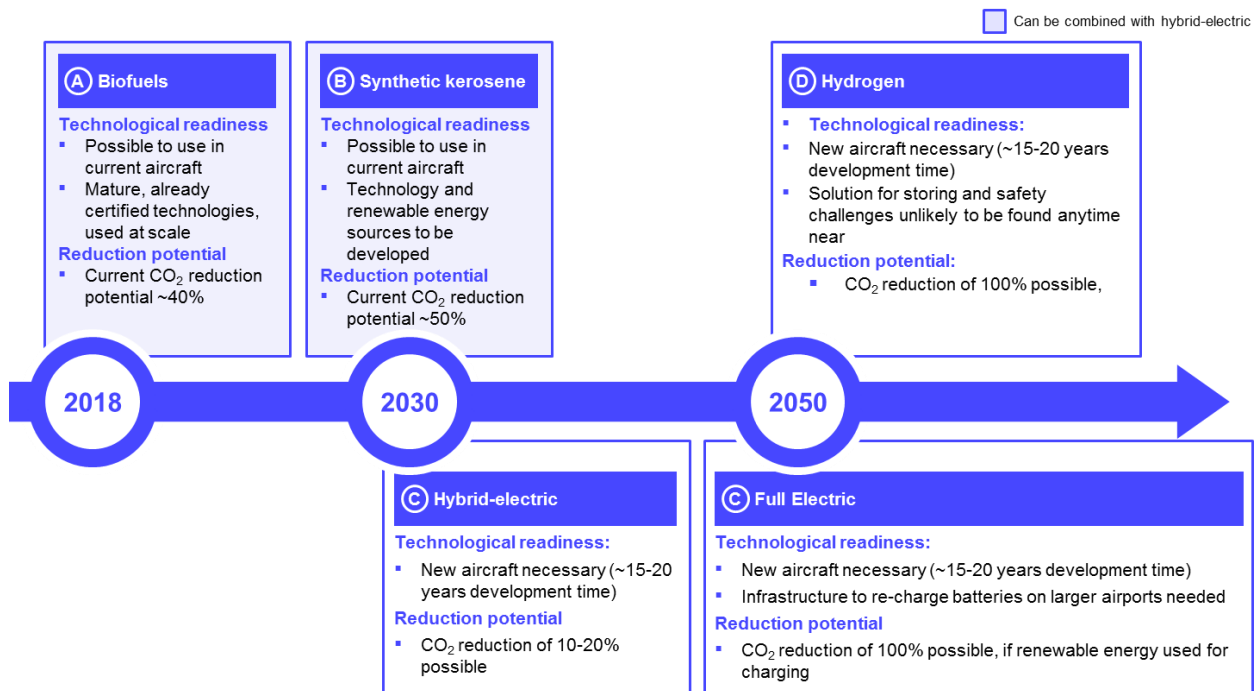 Can be combined with hybrid-electric
A Biofuels
Technological readiness
▪ Possible to use in
current aircraft
▪ Mature, already
certified technologies,
used at scale
Reduction potential
▪ Current CO₂ reduction
potential ~40%
B Synthetic kerosene
Technological readiness
▪ Possible to use in
current aircraft
▪ Technology and
renewable energy
sources to be
developed
Reduction potential
▪ Current CO₂ reduction
potential ~50%
D Hydrogen
▪ Technological readiness:
▪ New aircraft necessary (~15-20 years
development time)
▪ Solution for storing and safety
challenges unlikely to be found anytime
near
Reduction potential:
▪ CO₂ reduction of 100% possible,
2018
2030
2050
C Hybrid-electric
Technological readiness:
▪ New aircraft necessary (~15-20
years development time)
Reduction potential
▪ CO₂ reduction of 10-20%
possible
C Full Electric
Technological readiness:
▪ New aircraft necessary (~15-20 years development time)
▪ Infrastructure to re-charge batteries on larger airports needed
Reduction potential
▪ CO₂ reduction of 100% possible, if renewable energy used for
charging